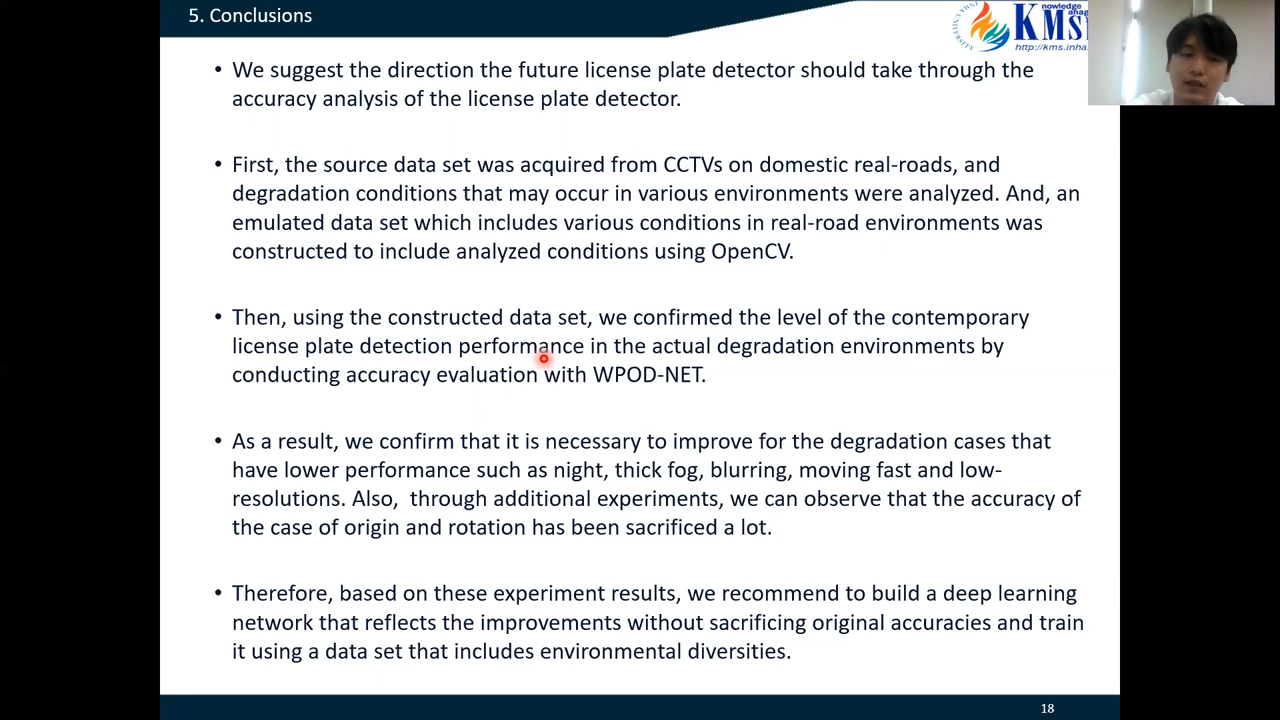 5. Conclusions
nowledge
KMs
http://kms.inha.
UNIVERSITY
• We suggest the direction the future license plate detector should take through the
accuracy analysis of the license plate detector.
• First, the source data set was acquired from CCTVs on domestic real-roads, and
degradation conditions that may occur in various environments were analyzed. And, an
emulated data set which includes various conditions in real-road environments was
constructed to include analyzed conditions using OpenCV.
• Then, using the constructed data set, we confirmed the level of the contemporary
license plate detection performance in the actual degradation environments by
conducting accuracy evaluation with WPOD-NET.
• As a result, we confirm that it is necessary to improve for the degradation cases that
have lower performance such as night, thick fog, blurring, moving fast and low-
resolutions. Also,  through additional experiments, we can observe that the accuracy of
the case of origin and rotation has been sacrificed a lot.
• Therefore, based on these experiment results, we recommend to build a deep learning
network that reflects the improvements without sacrificing original accuracies and train
it using a data set that includes environmental diversities.
18